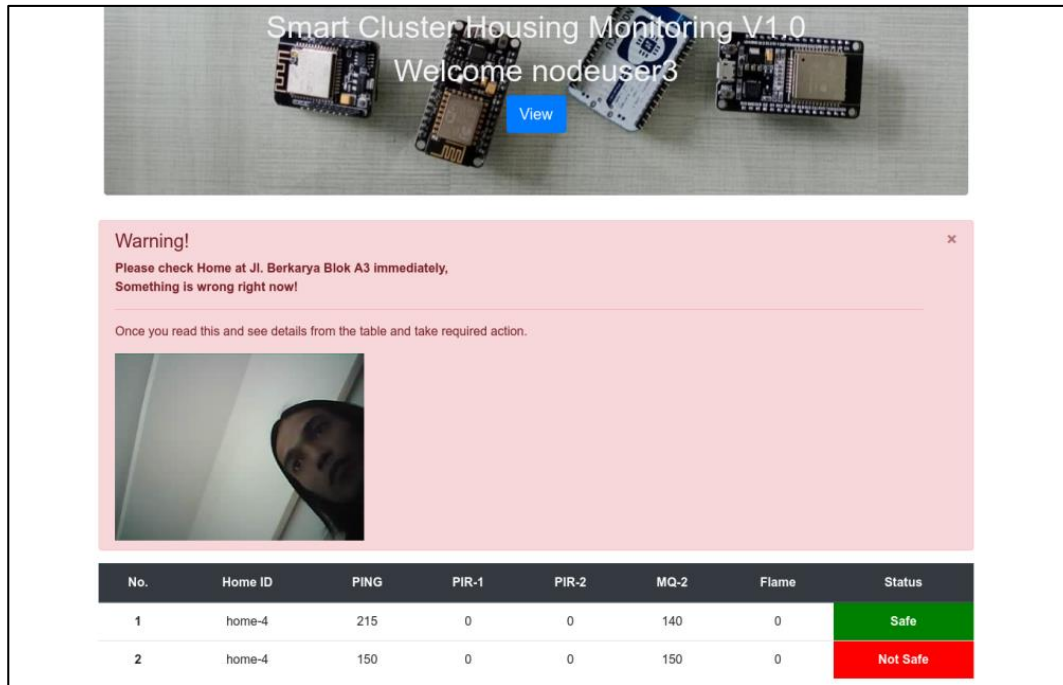 Smart Cluster Housing Monitoring V1.0
Welcome nodeuser3
View
Warning!
×
Please check Home at Jl. Berkarya Blok A3 immediately,
Something is wrong right now!
Once you read this and see details from the table and take required action.
No. Home ID PING PIR-1 PIR-2 MQ-2 Flame Status
1 home-4 215 0 0 140 0 Safe
2 home-4 150 0 0 150 0 Not Safe